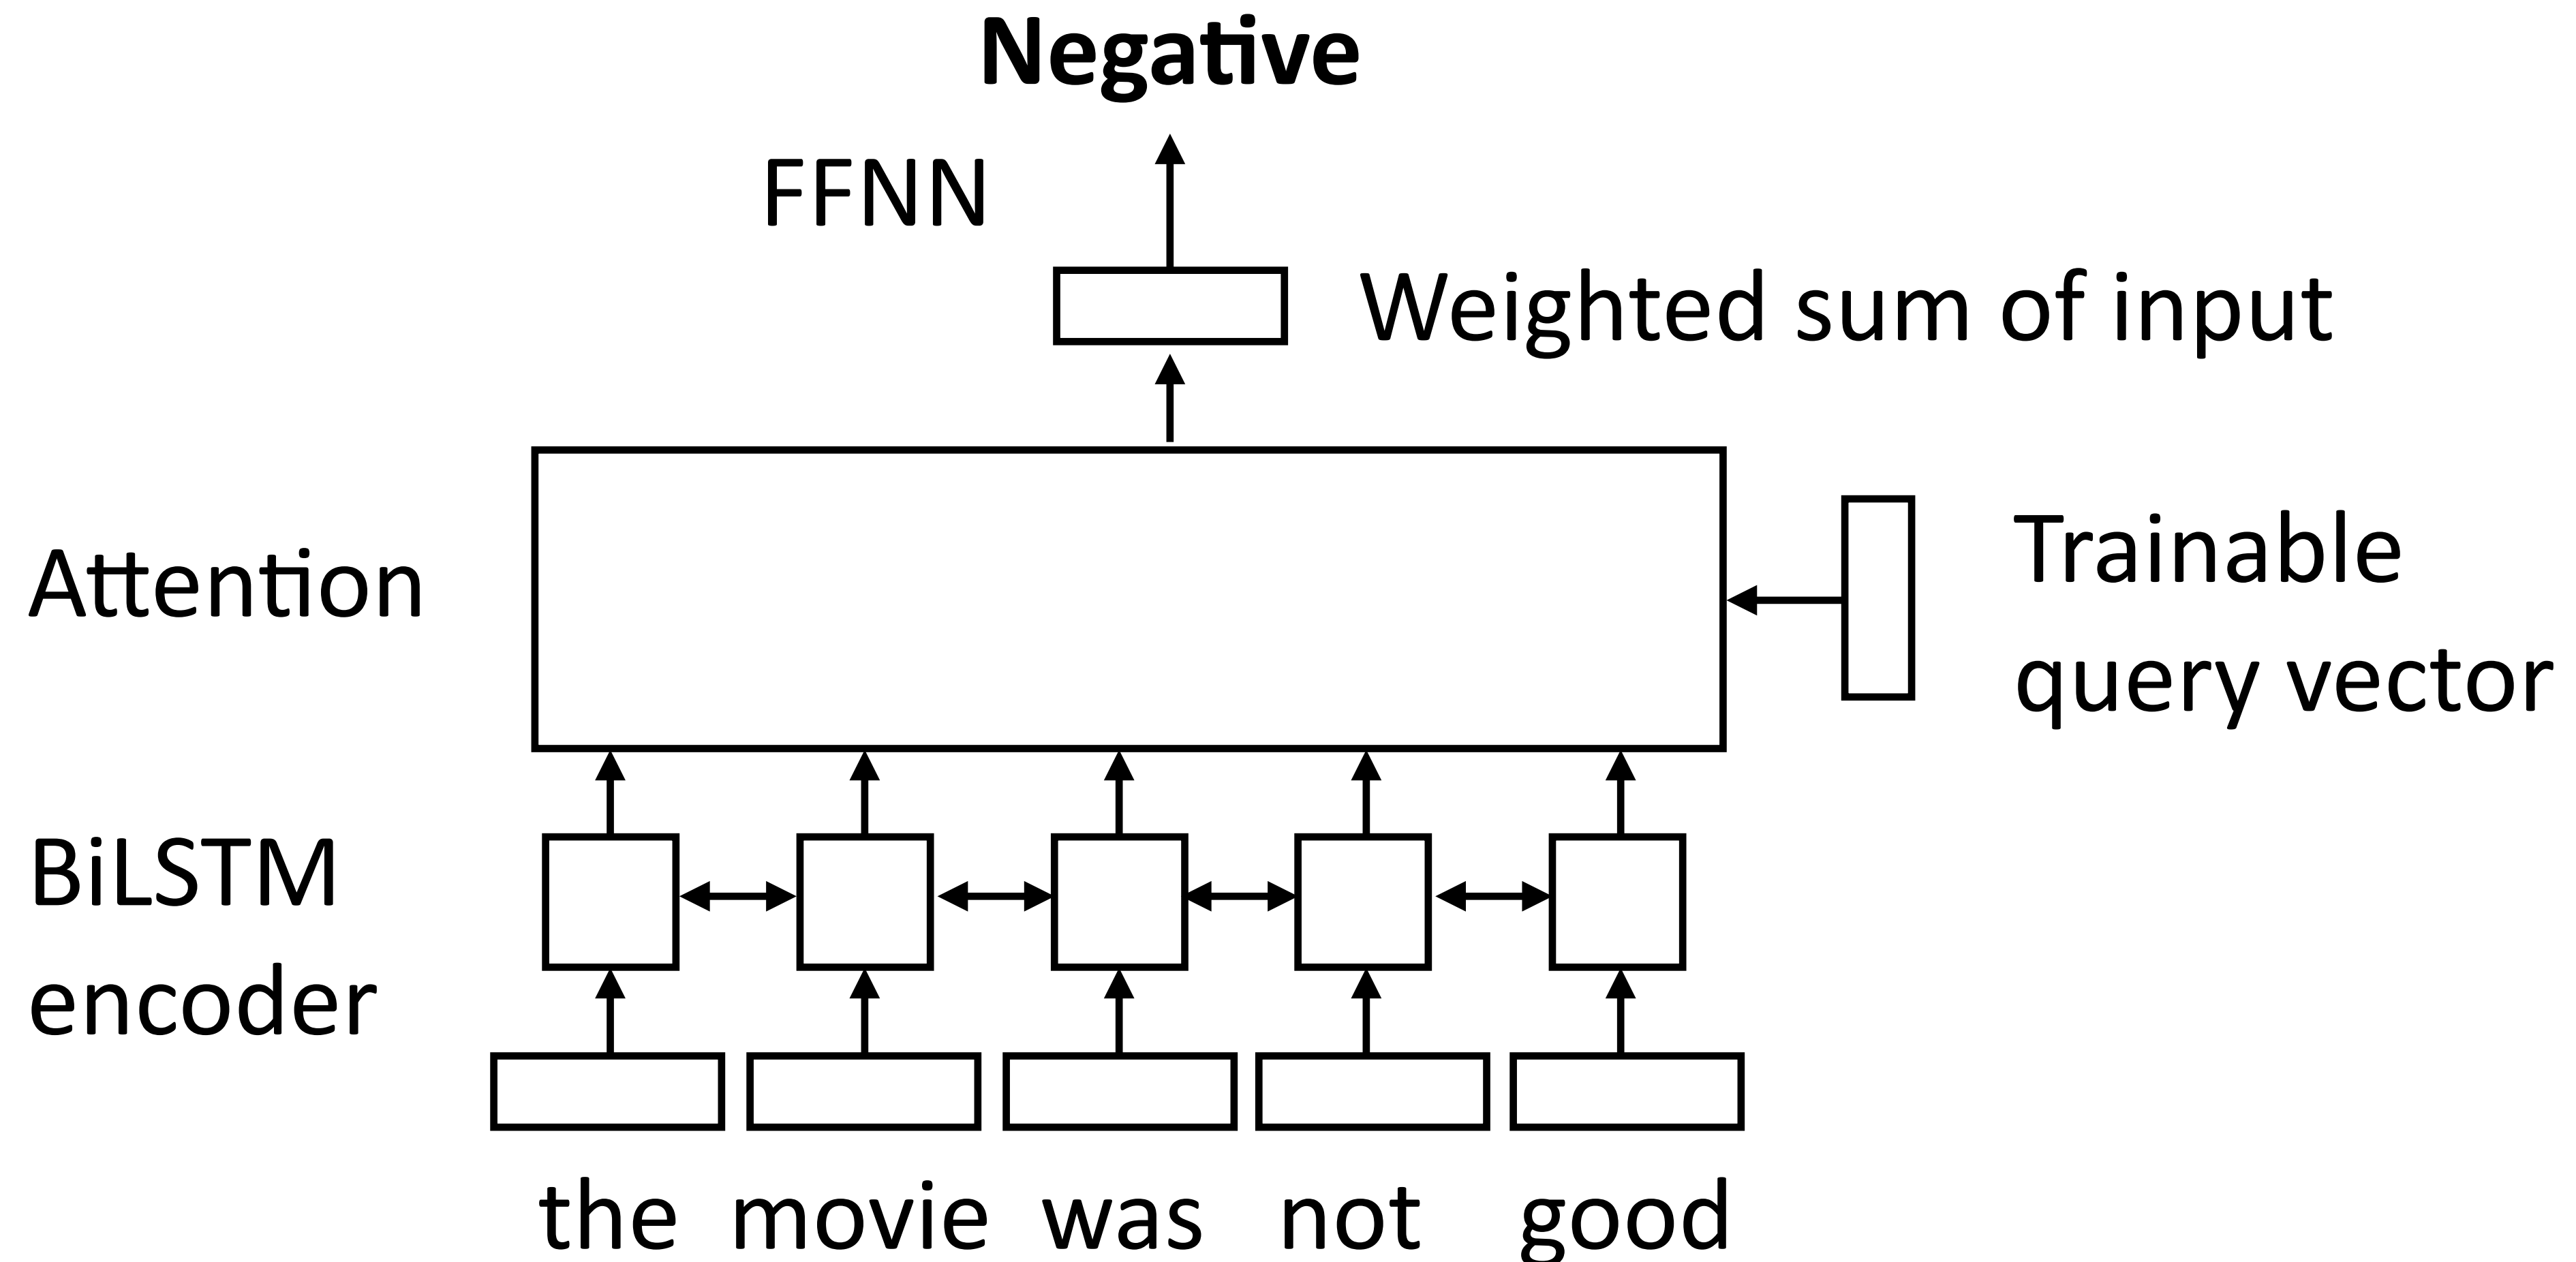 Negative
FFNN
Weighted sum of input
Attention
Trainable
query vector
BiLSTM
encoder
the movie was not good